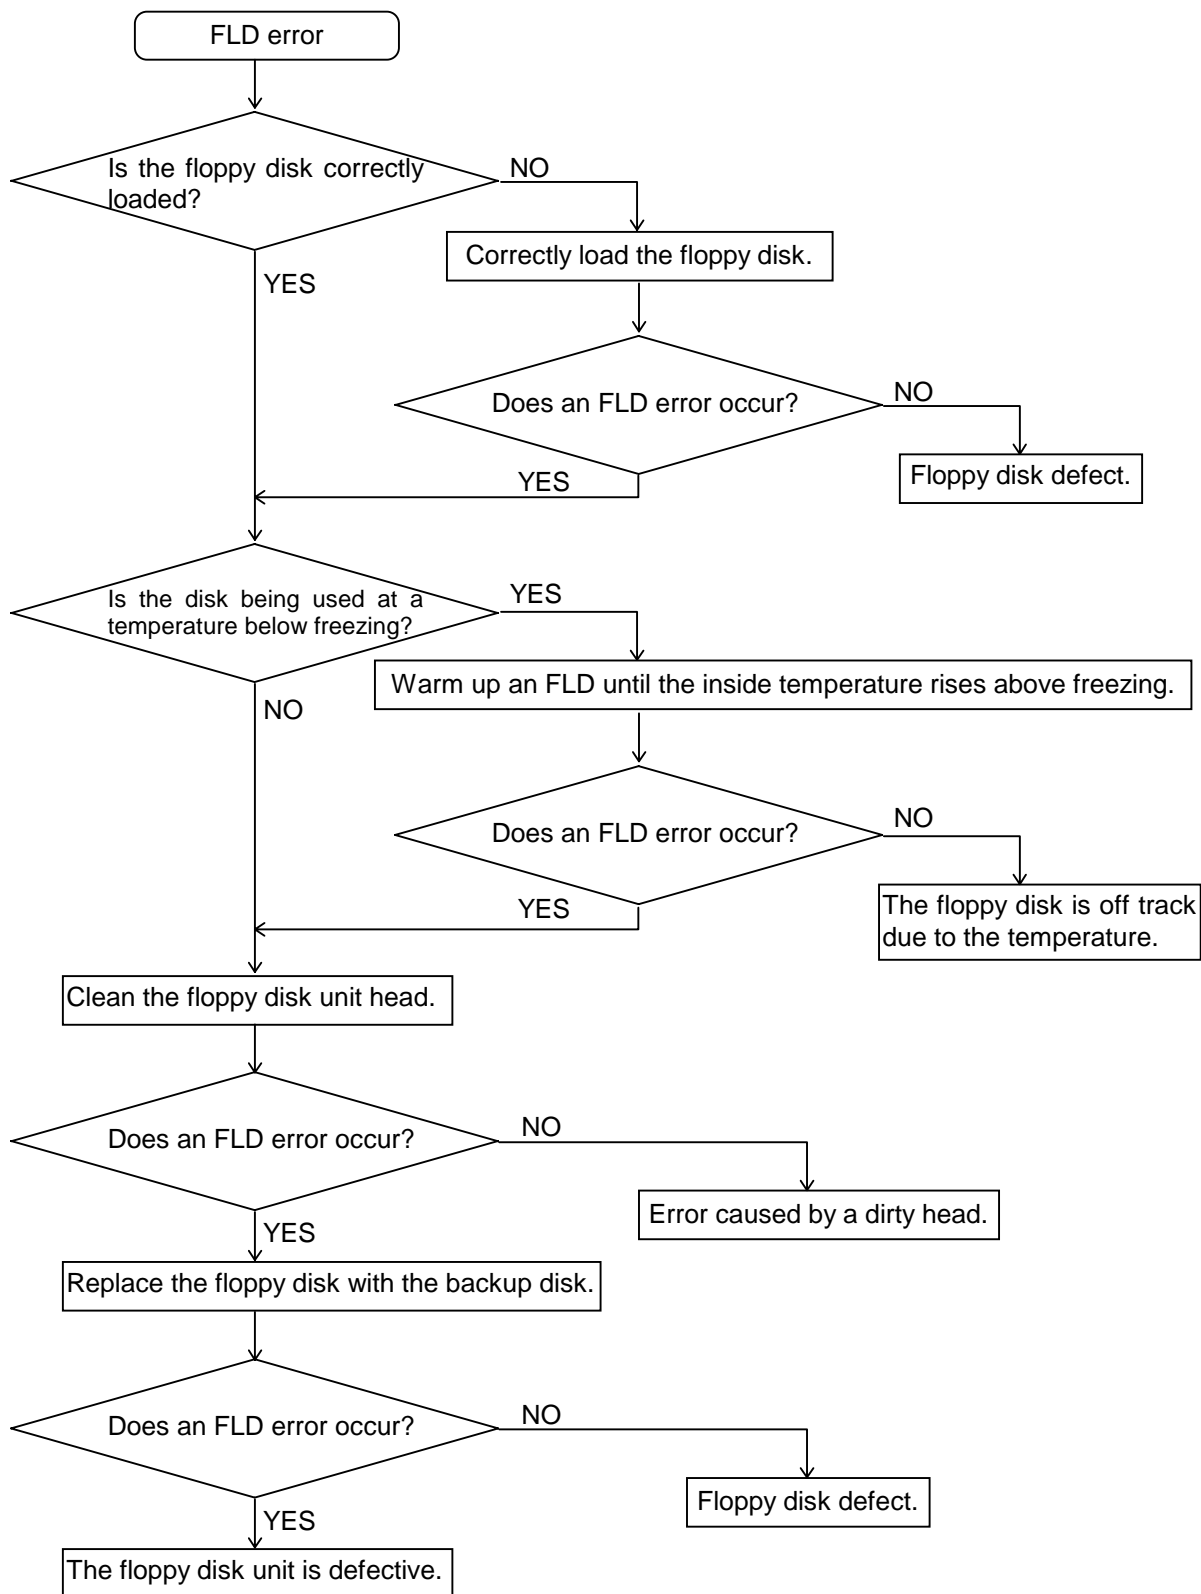 FLD error
Is the floppy disk correctly
loaded?
NO
YES
Correctly load the floppy disk.
Does an FLD error occur?
NO
YES
Floppy disk defect.
Is the disk being used at a
temperature below freezing?
YES
NO
Warm up an FLD until the inside temperature rises above freezing.
Does an FLD error occur?
NO
YES
The floppy disk is off track
due to the temperature.
Clean the floppy disk unit head.
Does an FLD error occur?
NO
YES
Error caused by a dirty head.
Replace the floppy disk with the backup disk.
Does an FLD error occur?
NO
YES
Floppy disk defect.
The floppy disk unit is defective.